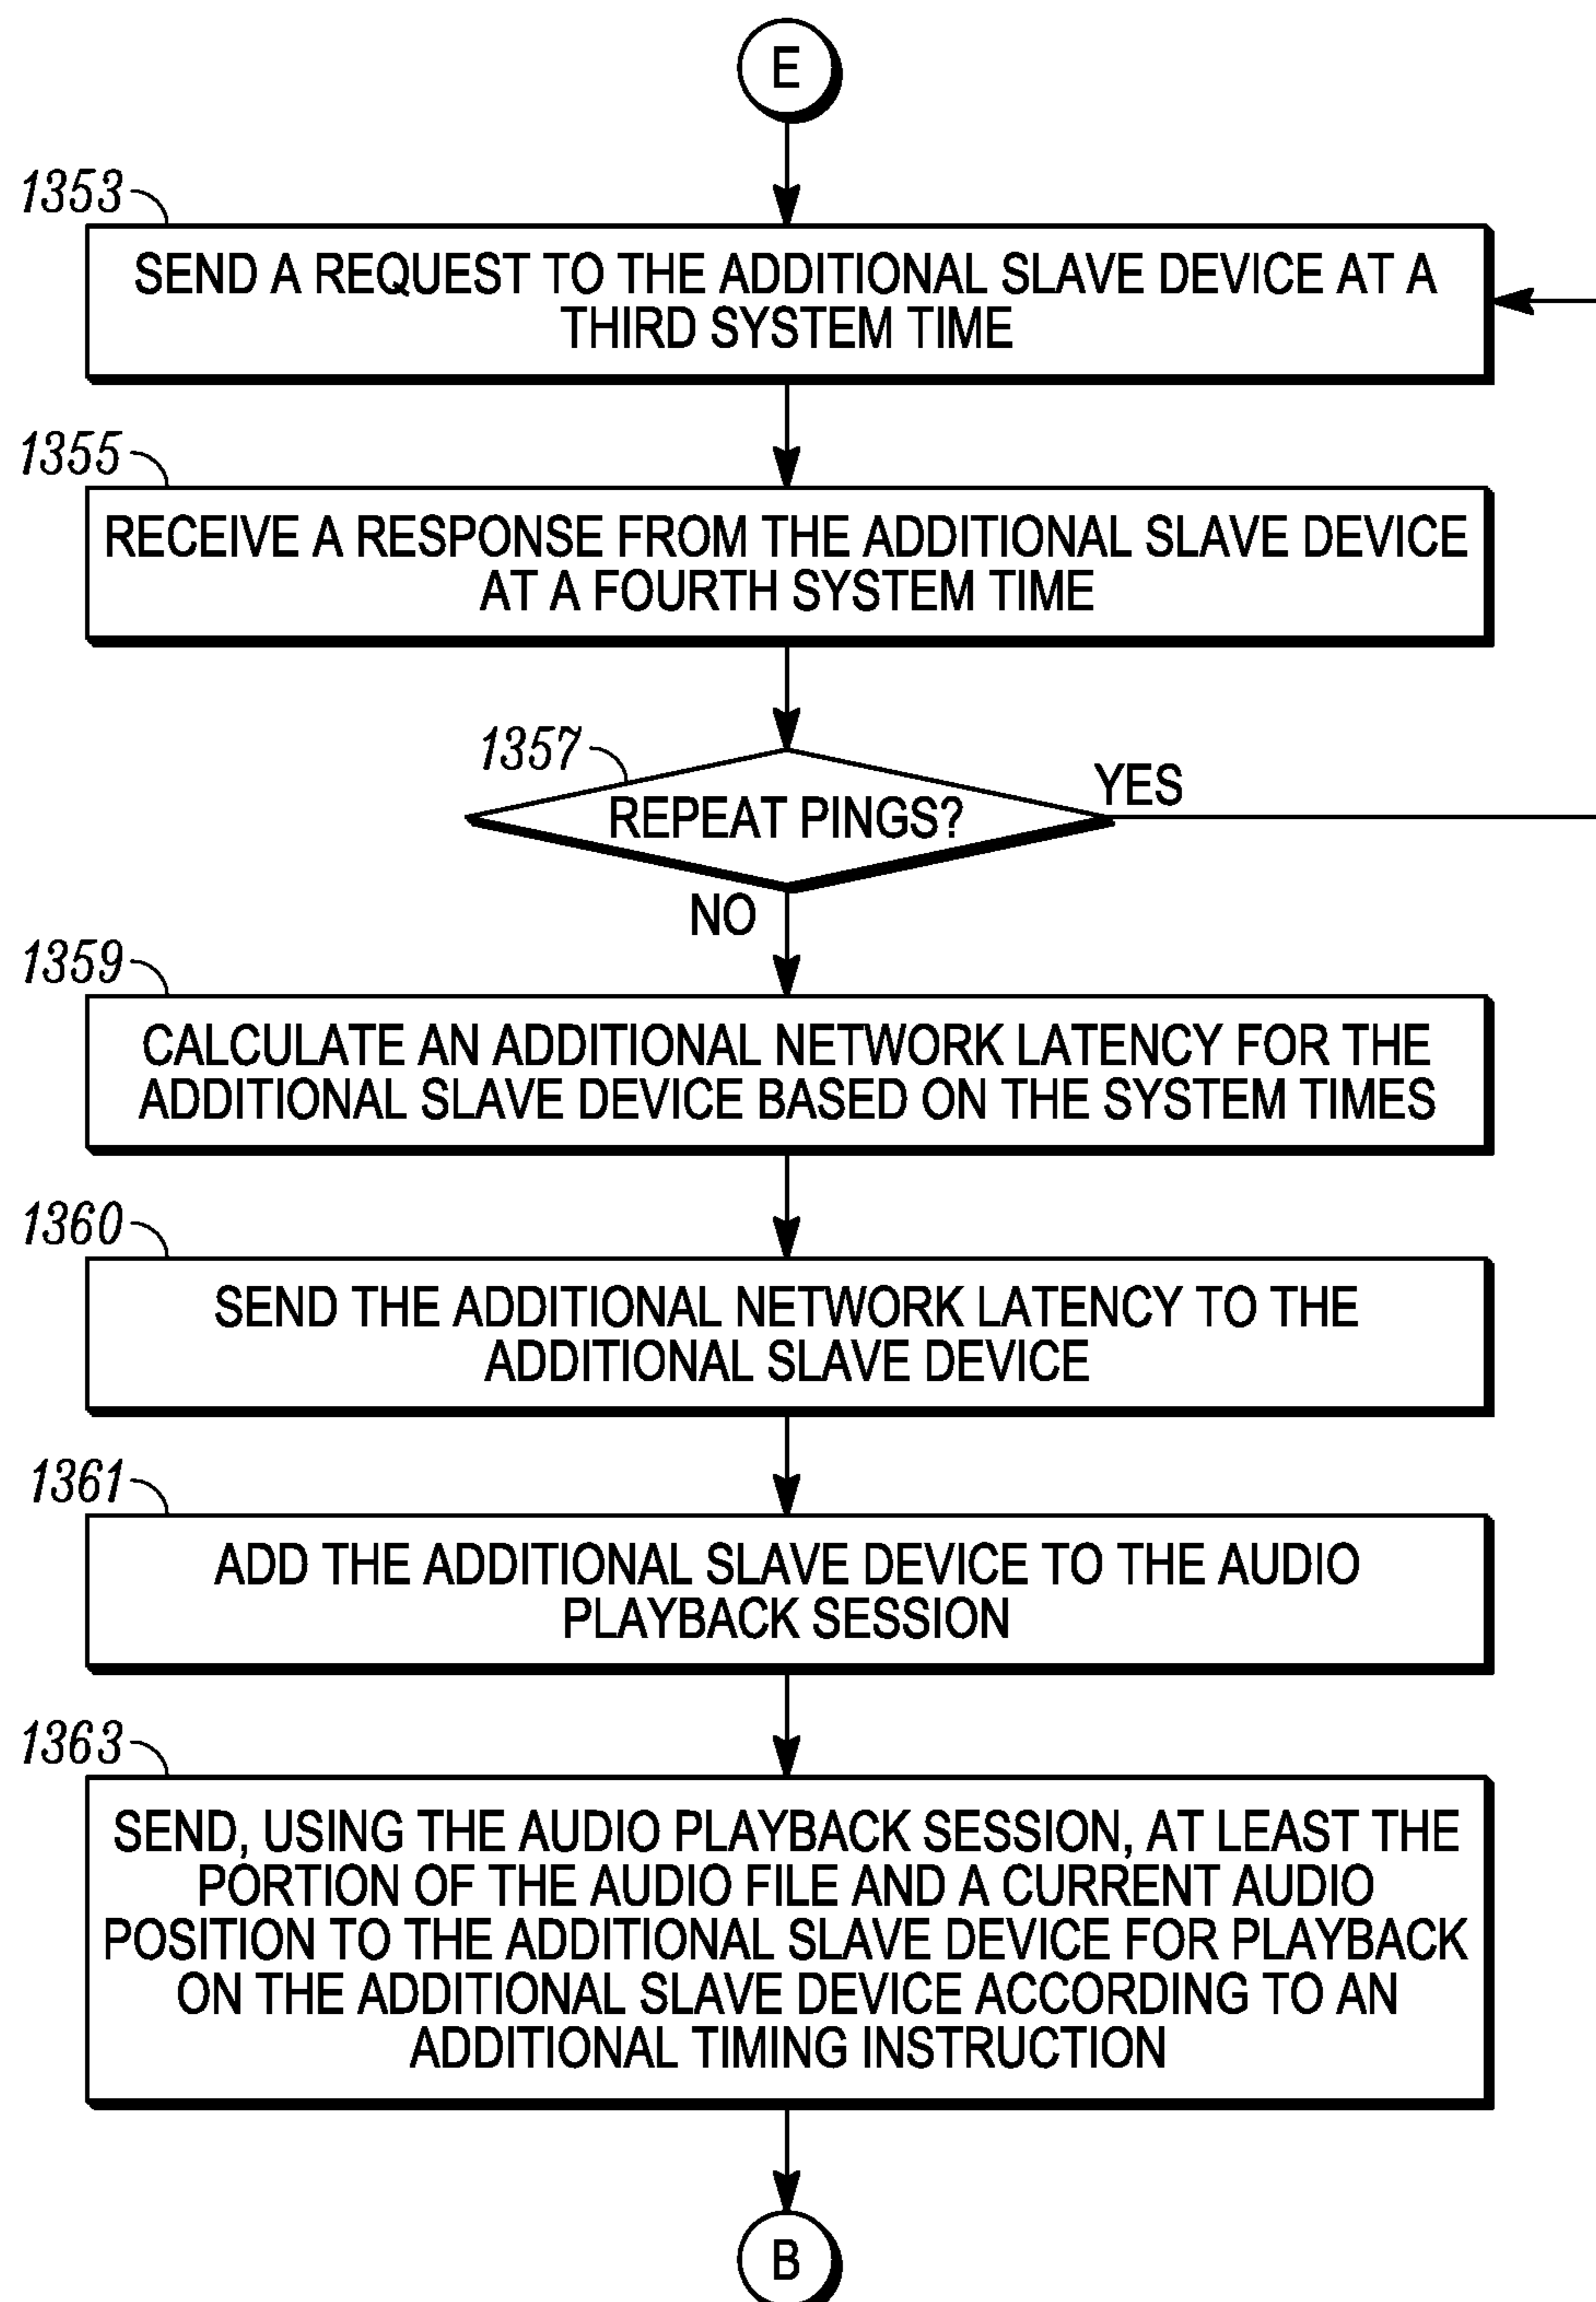 E
1353
SEND A REQUEST TO THE ADDITIONAL SLAVE DEVICE AT A
THIRD SYSTEM TIME
1355
RECEIVE A RESPONSE FROM THE ADDITIONAL SLAVE DEVICE
AT A FOURTH SYSTEM TIME
1357
REPEAT PINGS?
YES
NO
1359
CALCULATE AN ADDITIONAL NETWORK LATENCY FOR THE
ADDITIONAL SLAVE DEVICE BASED ON THE SYSTEM TIMES
1360
SEND THE ADDITIONAL NETWORK LATENCY TO THE
ADDITIONAL SLAVE DEVICE
1361
ADD THE ADDITIONAL SLAVE DEVICE TO THE AUDIO
PLAYBACK SESSION
1363
SEND, USING THE AUDIO PLAYBACK SESSION, AT LEAST THE
PORTION OF THE AUDIO FILE AND A CURRENT AUDIO
POSITION TO THE ADDITIONAL SLAVE DEVICE FOR PLAYBACK
ON THE ADDITIONAL SLAVE DEVICE ACCORDING TO AN
ADDITIONAL TIMING INSTRUCTION
B